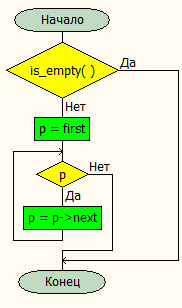 Начало
is_empty( )
Да
Нет
p = first
p
Нет
Да
p = p->next
Конец